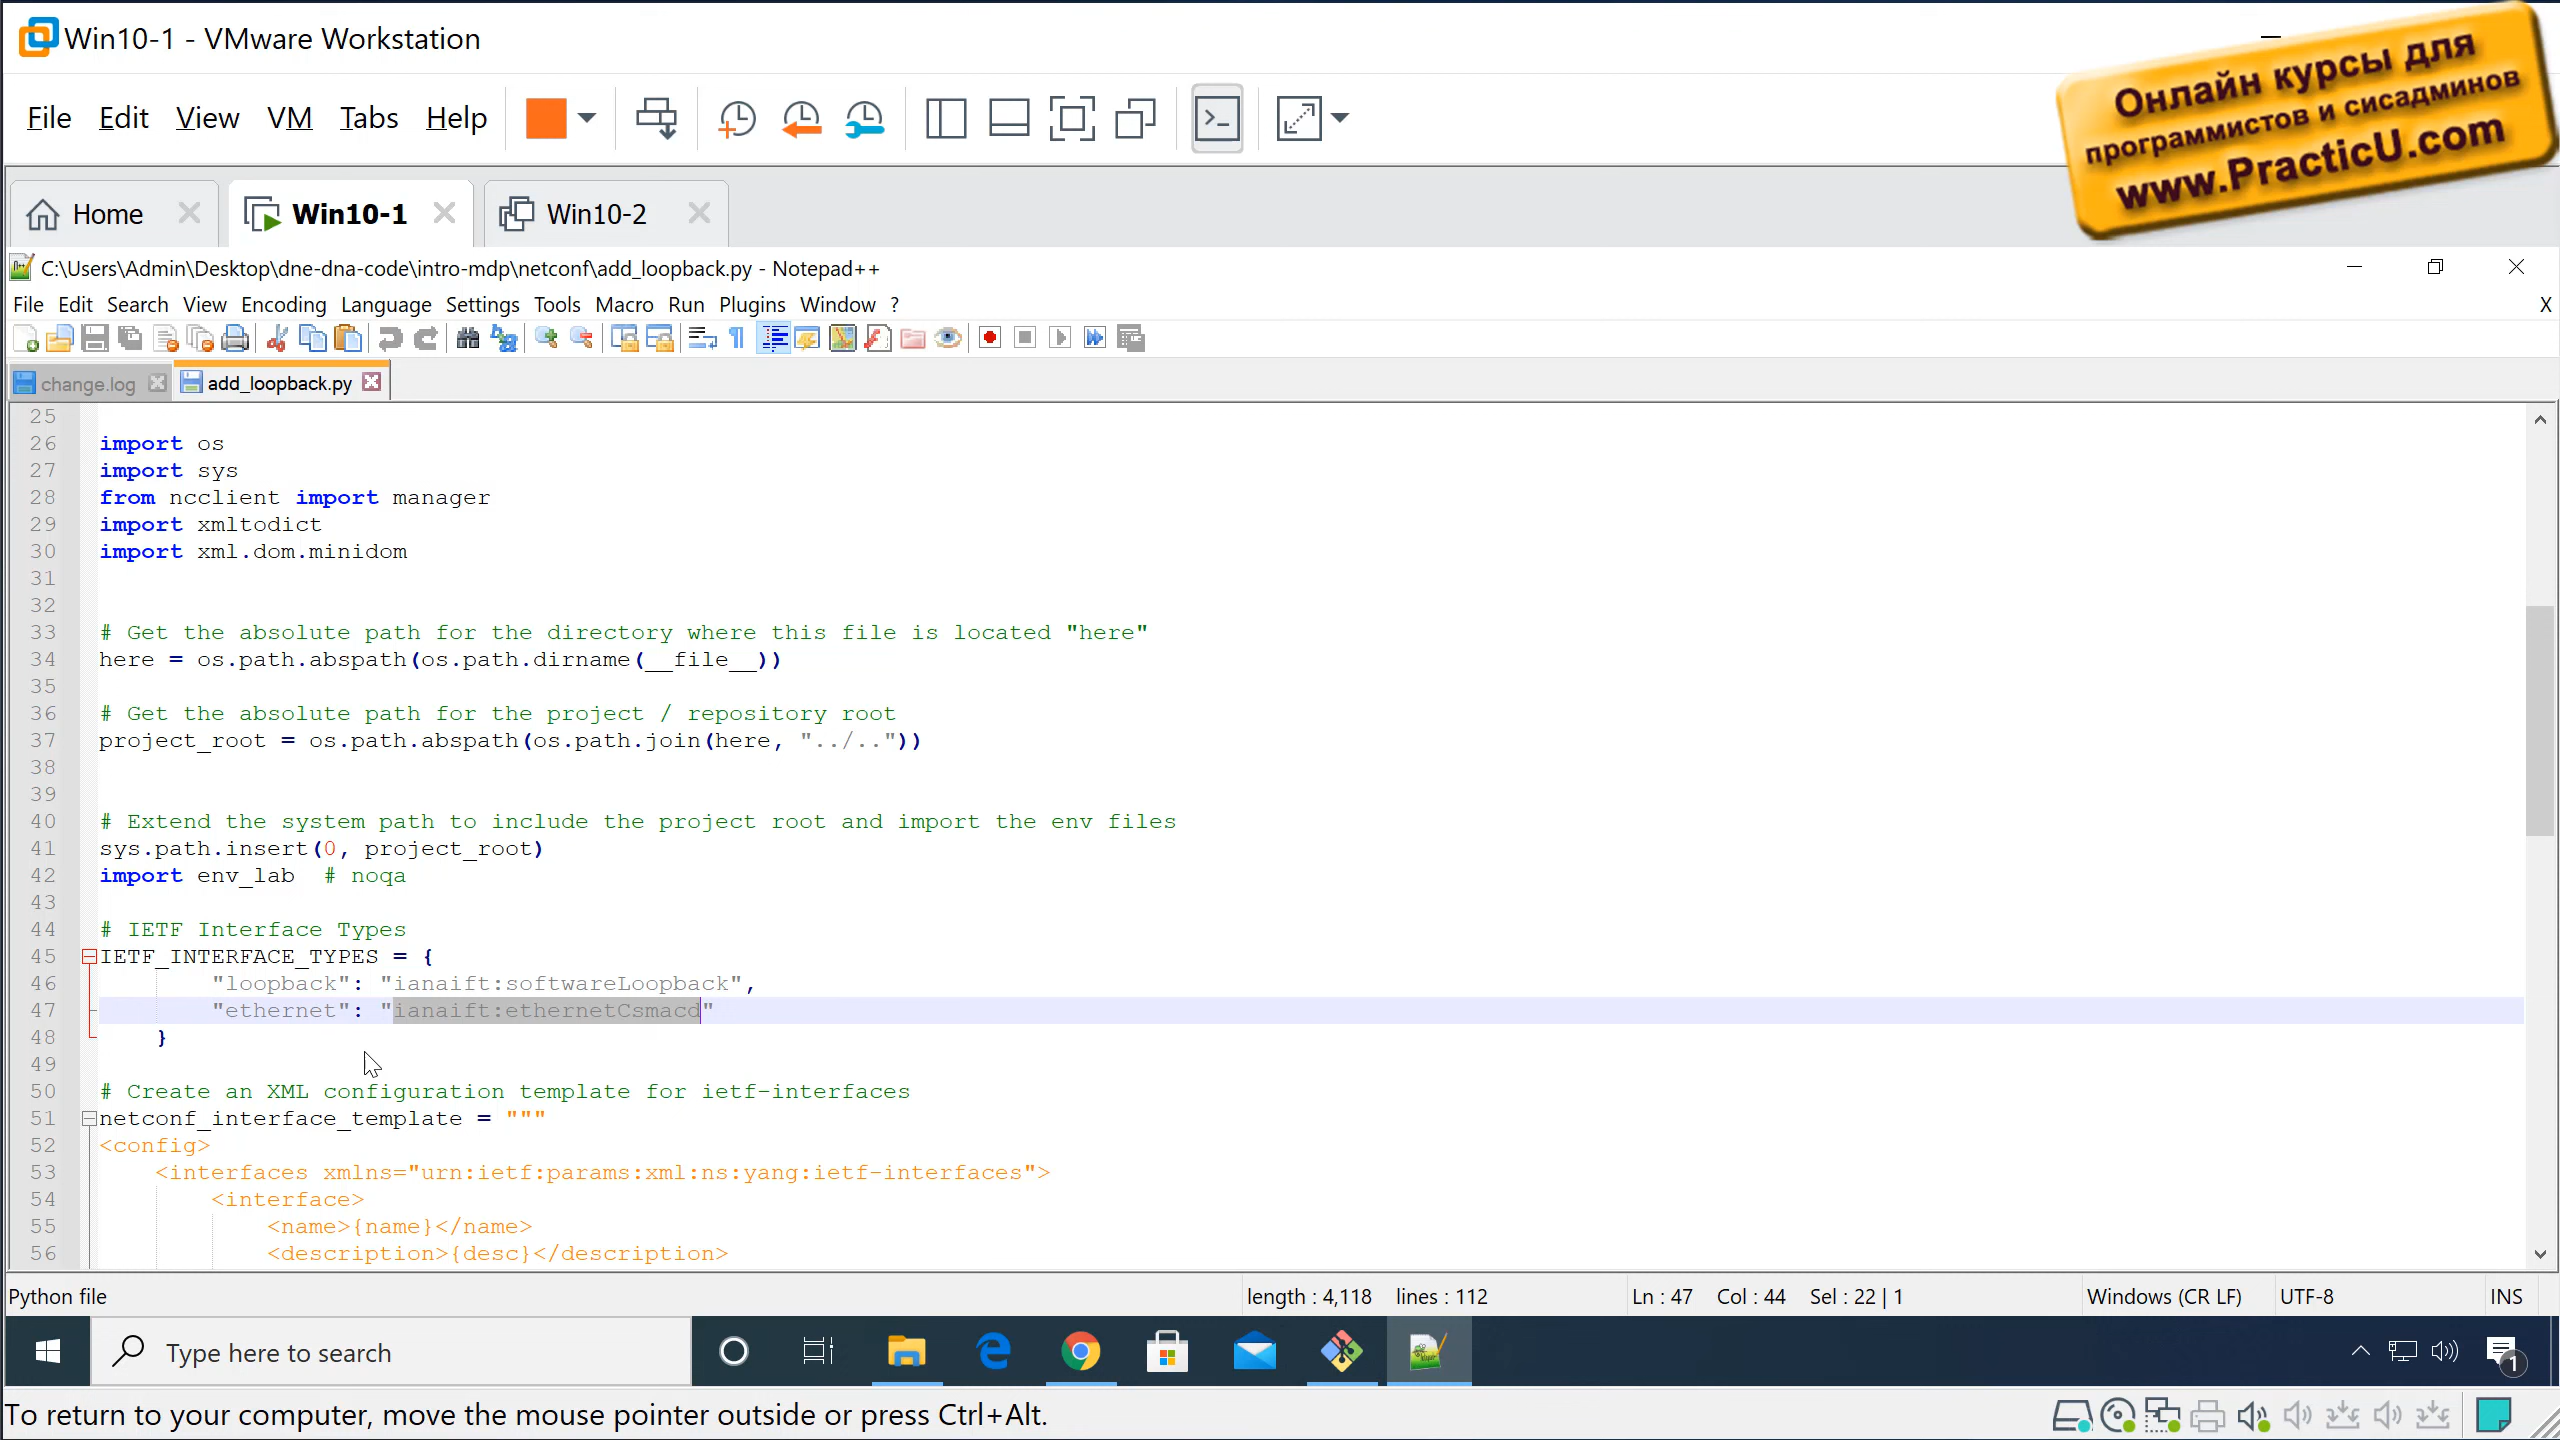 Win10-1 - VMware Workstation
File Edit View VM Tabs Help
Онлайн курсы для
программистов и сисадминов
www.PracticU.com
Home Win10-1 Win10-2
C:\Users\Admin\Desktop\dne-dna-code\intro-mdp\netconf\add_loopback.py - Notepad++
File Edit Search View Encoding Language Settings Tools Macro Run Plugins Window ? X
change.log add_loopback.py
25
26 import os
27 import sys
28 from ncclient import manager
29 import xmltodict
30 import xml.dom.minidom
31
32
33 # Get the absolute path for the directory where this file is located "here"
34 here = os.path.abspath(os.path.dirname(__file__))
35
36 # Get the absolute path for the project / repository root
37 project_root = os.path.abspath(os.path.join(here, "../.."))
38
39
40 # Extend the system path to include the project root and import the env files
41 sys.path.insert(0, project_root)
42 import env_lab # noqa
43
44 # IETF Interface Types
45 IETF_INTERFACE_TYPES = {
46 "loopback": "ianaift:softwareLoopback",
47 "ethernet": "ianaift:ethernetCsmacd"
48 }
49
50 # Create an XML configuration template for ietf-interfaces
51 netconf_interface_template = """
52 <config>
53 <interfaces xmlns="urn:ietf:params:xml:ns:yang:ietf-interfaces">
54 <interface>
55 <name>{name}</name>
56 <description>{desc}</description>
Python file length : 4,118 lines : 112 Ln : 47 Col : 44 Sel : 22 | 1 Windows (CR LF) UTF-8 INS
Type here to search 1
To return to your computer, move the mouse pointer outside or press Ctrl+Alt.